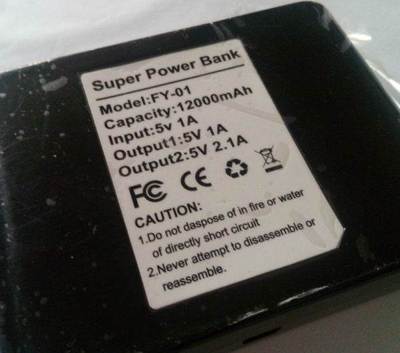 Super Power Bank
Model:FY-01
Capacity:12000mAh
Input:5v 1A
Output1:5V 1A
Output2:5V 2.1A
FC CE
CAUTION:
1.Do not daspose of in fire or water
of directly short circuit
2.Never attempt to disassemble or
reassemble.